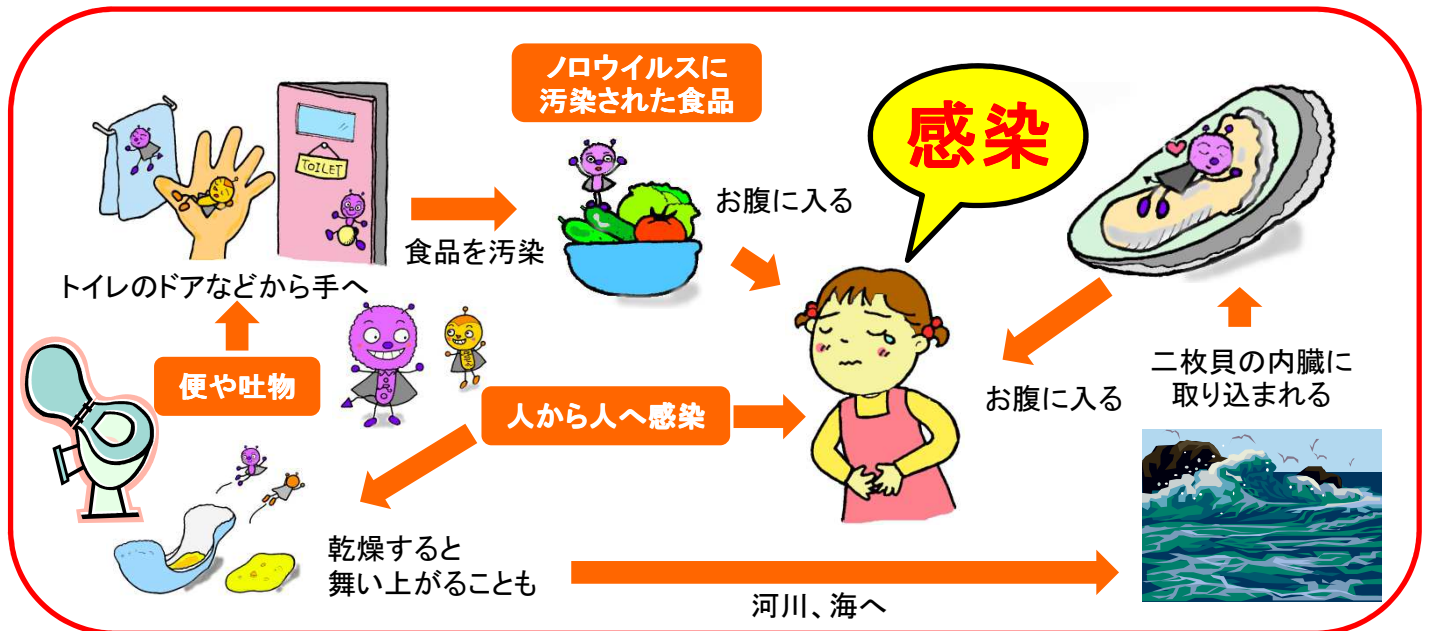 ノロウイルスに
汚染された食品
感染
TOILET
お腹に入る
食品を汚染
トイレのドアなどから手へ
便や吐物
人から人へ感染
お腹に入る
二枚貝の内臓に
取り込まれる
乾燥すると
舞い上がることも
河川、海へ